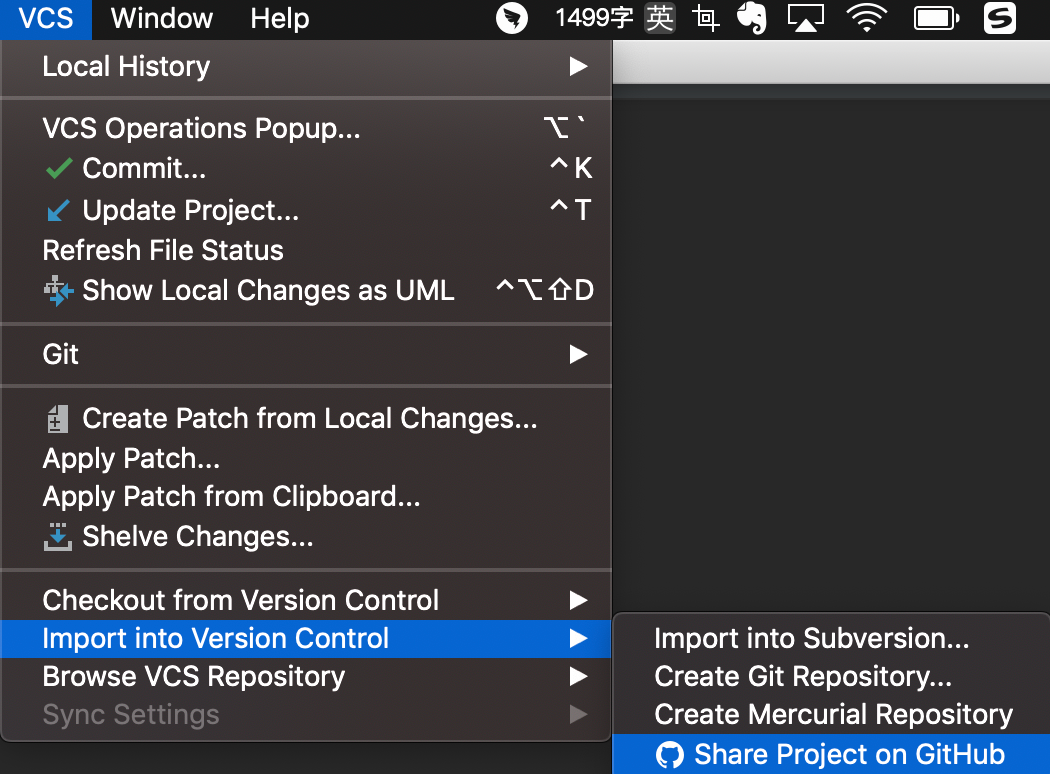 VCS Window Help 1499字 英
Local History
VCS Operations Popup... ⌥`
Commit... ^K
Update Project... ^T
Refresh File Status
Show Local Changes as UML ^⌥⇧D
Git
Create Patch from Local Changes...
Apply Patch...
Apply Patch from Clipboard...
Shelve Changes...
Checkout from Version Control
Import into Version Control
Browse VCS Repository
Sync Settings
Import into Subversion...
Create Git Repository...
Create Mercurial Repository
Share Project on GitHub